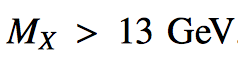 M_X > 13 GeV